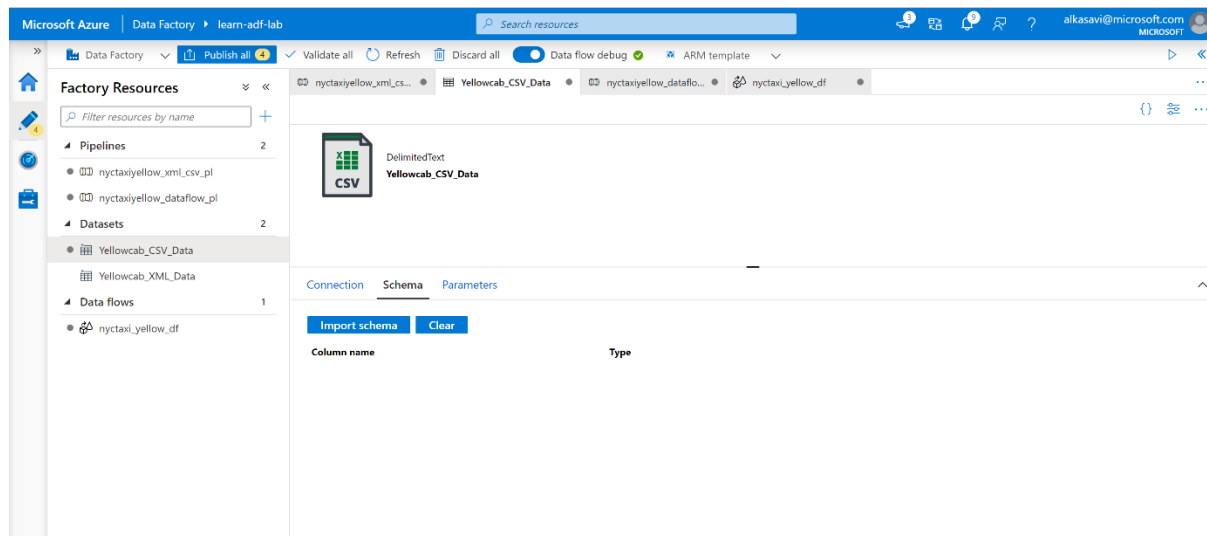 Microsoft Azure Data Factory learn-adf-lab Search resources 3 9 ? alkasavi@microsoft.com
MICROSOFT
» Data Factory Publish all 4 Validate all Refresh Discard all Data flow debug ARM template «
Factory Resources
Filter resources by name
4
Pipelines 2
nyctaxiyellow_xml_csv_pl
nyctaxiyellow_dataflow_pl
Datasets 2
Yellowcab_CSV_Data
Yellowcab_XML_Data
Data flows 1
nyctaxi_yellow_df
nyctaxiyellow_xml_cs... Yellowcab_CSV_Data nyctaxiyellow_dataflo... nyctaxi_yellow_df
{} ...
X
CSV
DelimitedText
Yellowcab_CSV_Data
Connection Schema Parameters
Import schema Clear
Column name Type